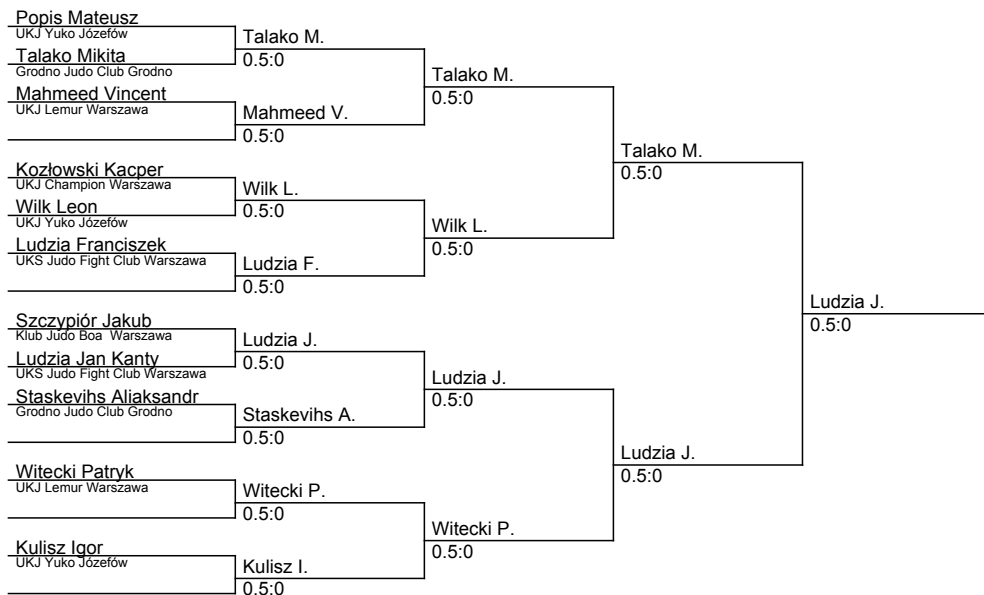 Popis Mateusz
UKJ Yuko Józefów
Talako Mikita
Grodno Judo Club Grodno
Mahmeed Vincent
UKJ Lemur Warszawa
Kozłowski Kacper
UKJ Champion Warszawa
Wilk Leon
UKJ Yuko Józefów
Ludzia Franciszek
UKS Judo Fight Club Warszawa
Szczypiór Jakub
Klub Judo Boa  Warszawa
Ludzia Jan Kanty
UKS Judo Fight Club Warszawa
Staskevihs Aliaksandr
Grodno Judo Club Grodno
Witecki Patryk
UKJ Lemur Warszawa
Kulisz Igor
UKJ Yuko Józefów
Talako M.
0.5:0
Mahmeed V.
0.5:0
Wilk L.
0.5:0
Ludzia F.
0.5:0
Ludzia J.
0.5:0
Staskevihs A.
0.5:0
Witecki P.
0.5:0
Kulisz I.
0.5:0
Talako M.
0.5:0
Wilk L.
0.5:0
Ludzia J.
0.5:0
Witecki P.
0.5:0
Talako M.
0.5:0
Ludzia J.
0.5:0
Ludzia J.
0.5:0